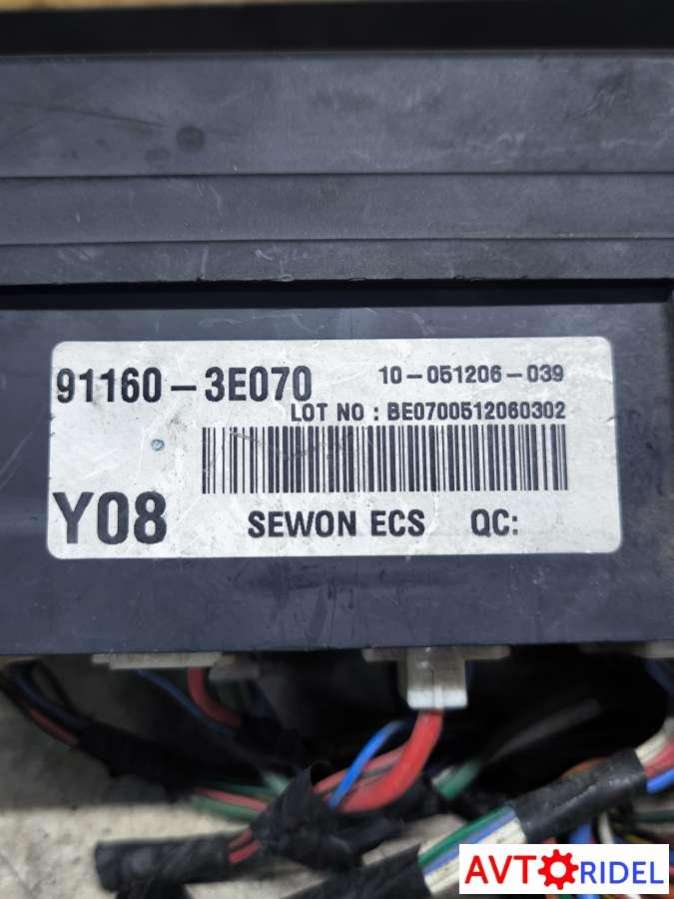 91160-3E070 10-051206-039
LOT NO : BE0700512060302
Y08 SEWON ECS QC:
AVTORIDEL